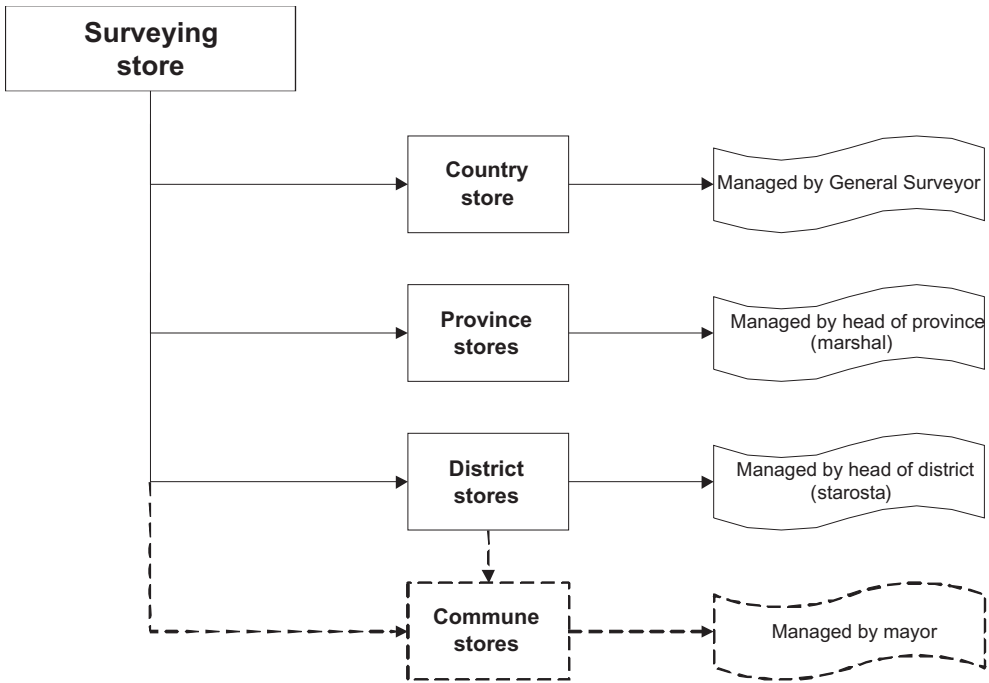 Surveying
store
Country
store
Managed by General Surveyor
Province
stores
Managed by head of province
(marshal)
District
stores
Managed by head of district
(starosta)
Commune
stores
Managed by mayor